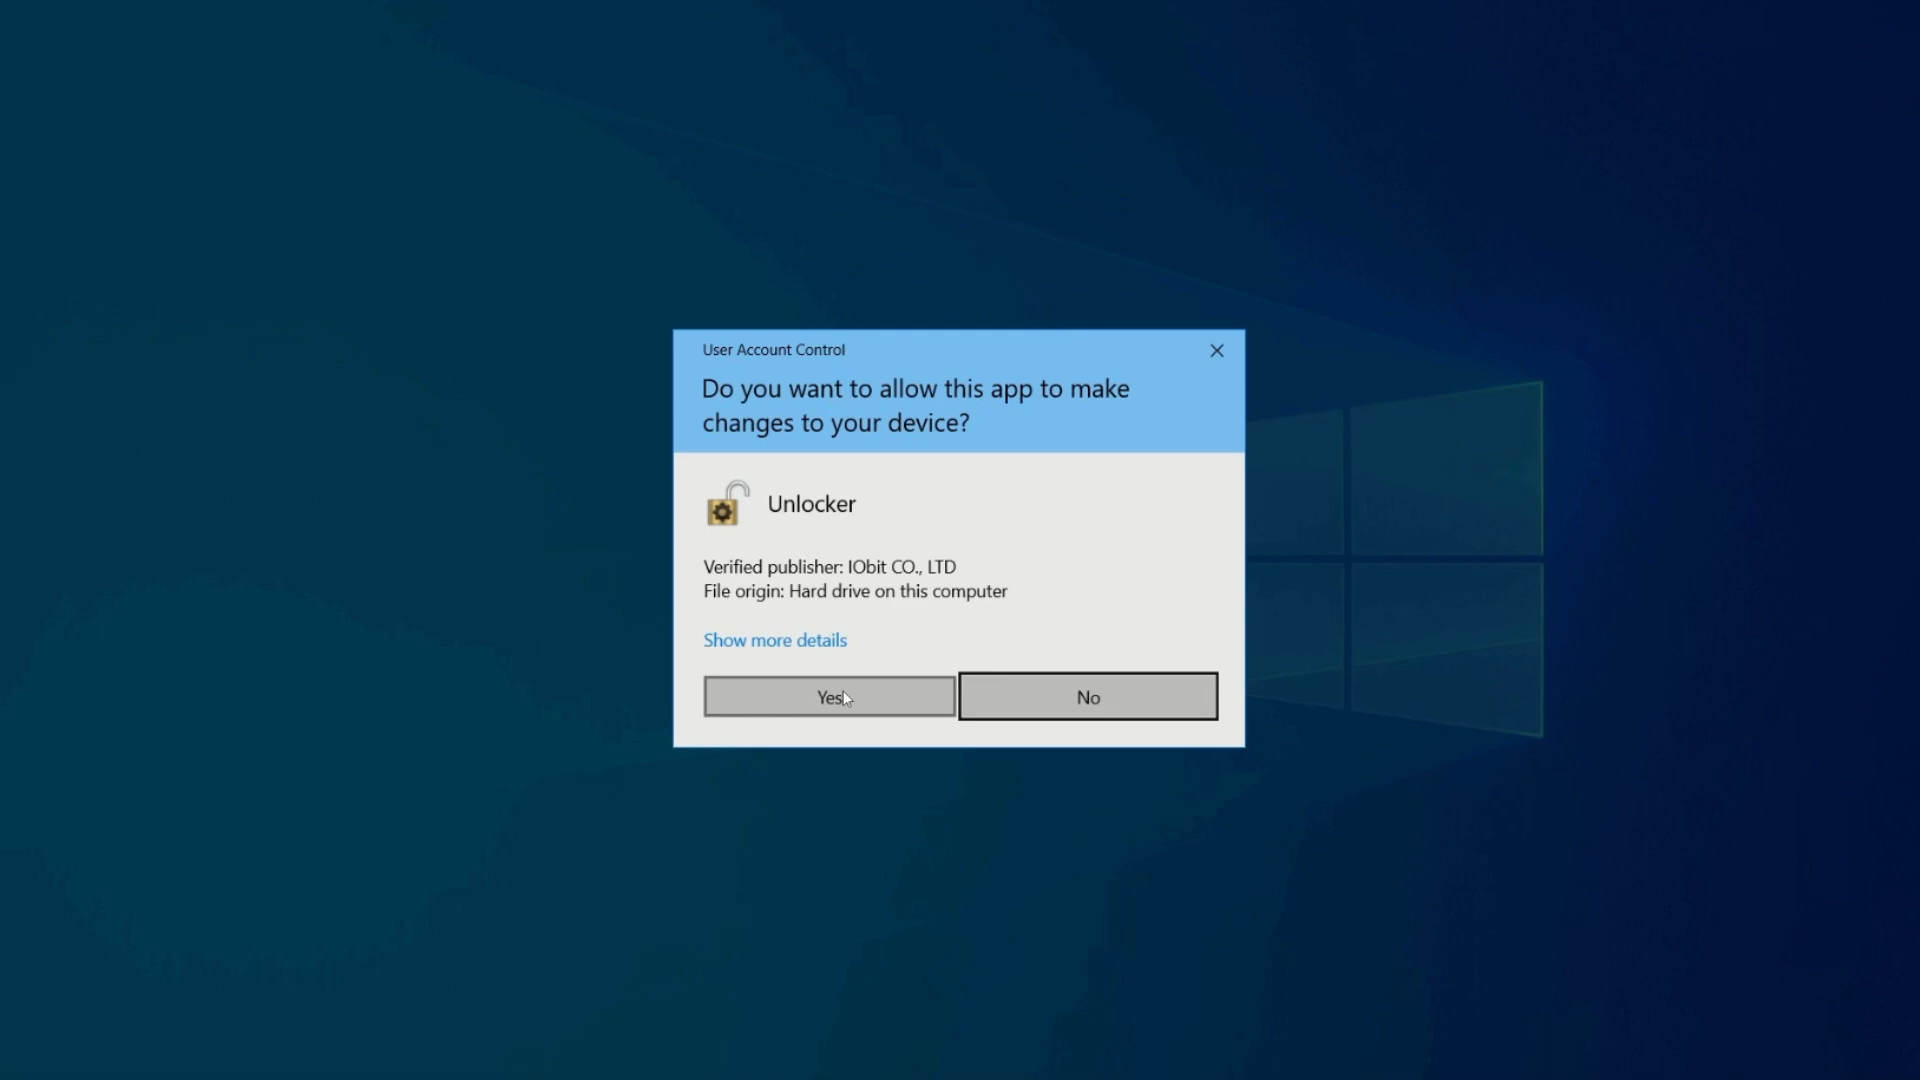 User Account Control
Do you want to allow this app to make
changes to your device?
Unlocker
Verified publisher: IObit CO., LTD
File origin: Hard drive on this computer
Show more details
Yes
No